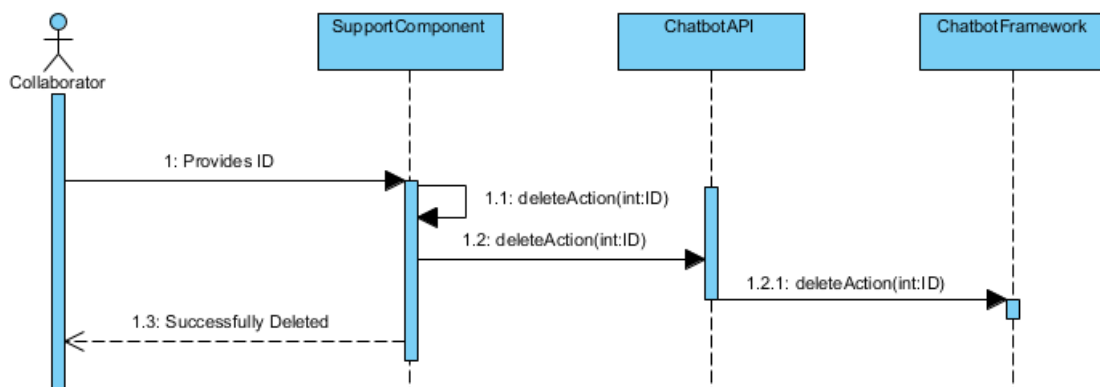 SupportComponent
ChatbotAPI
ChatbotFramework
Collaborator
1: Provides ID
1.1: deleteAction(int:ID)
1.2: deleteAction(int:ID)
1.2.1: deleteAction(int:ID)
1.3: Successfully Deleted